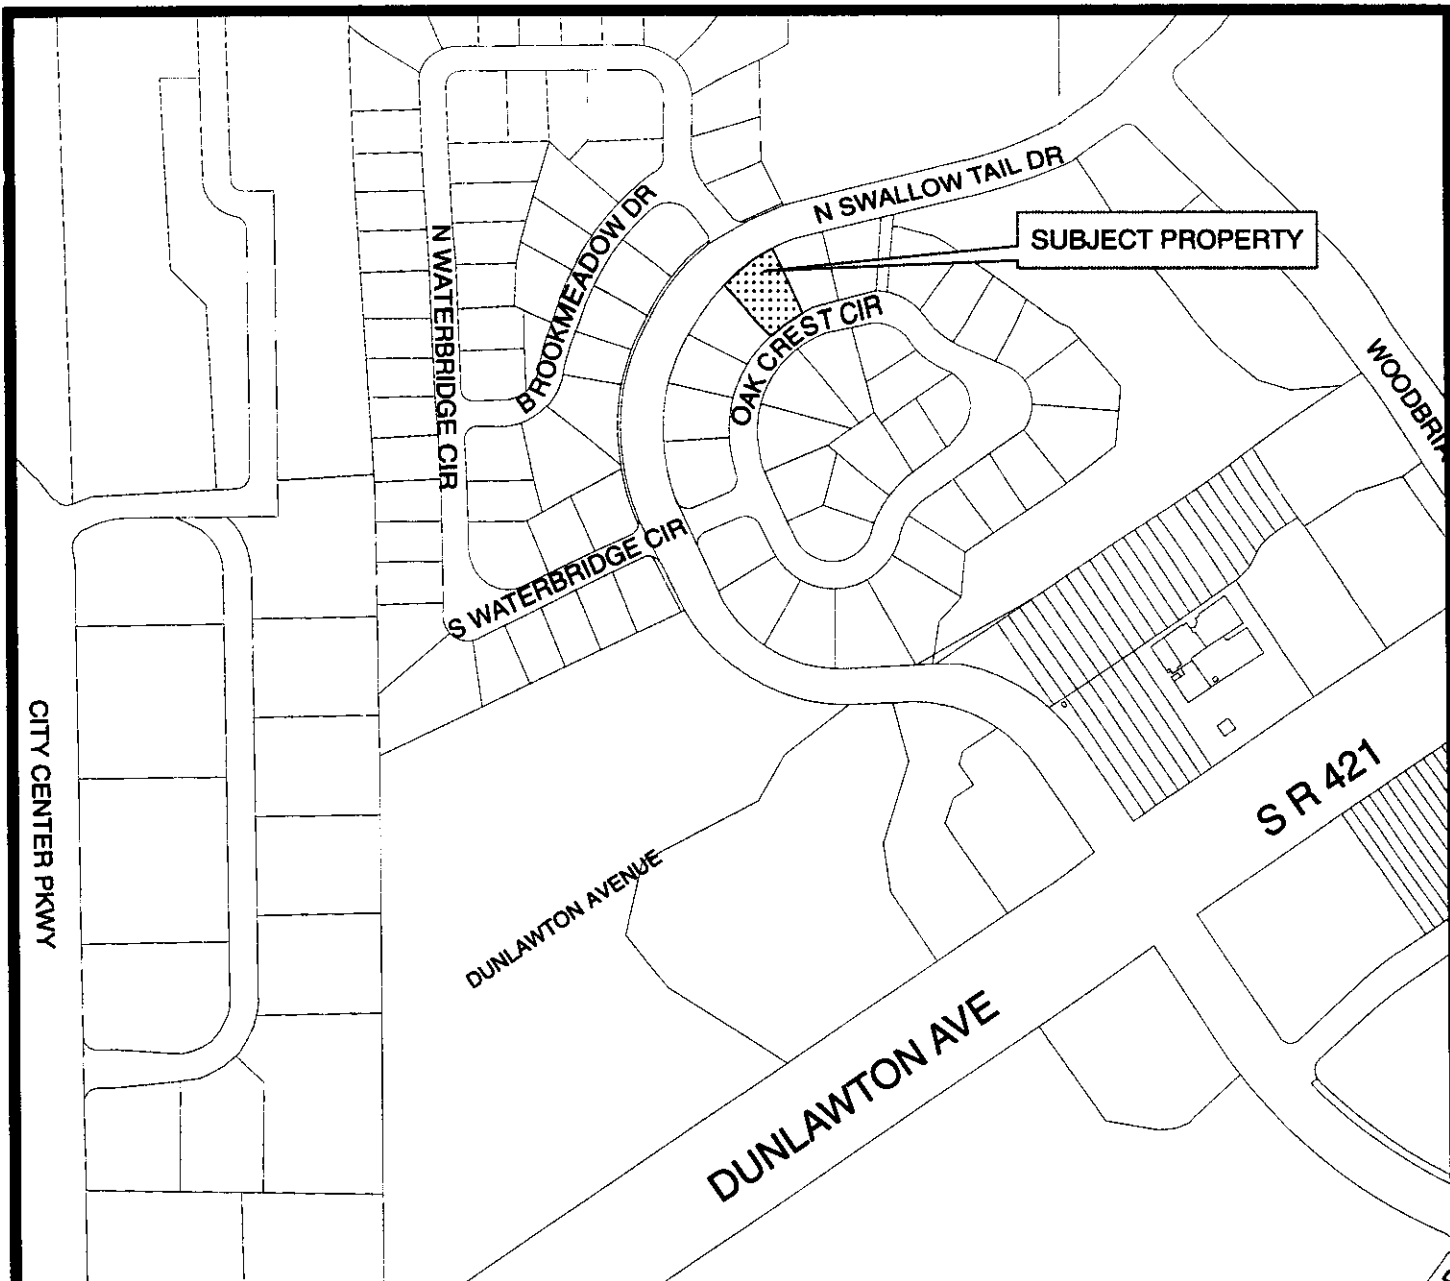 N SWALLOW TAIL DR
SUBJECT PROPERTY
BROOKMEADOW DR
N WATERBRIDGE CIR
OAK CREST CIR
S WATERBRIDGE CIR
CITY CENTER PKWY
S R 421
DUNLAWTON AVENUE
DUNLAWTON AVE